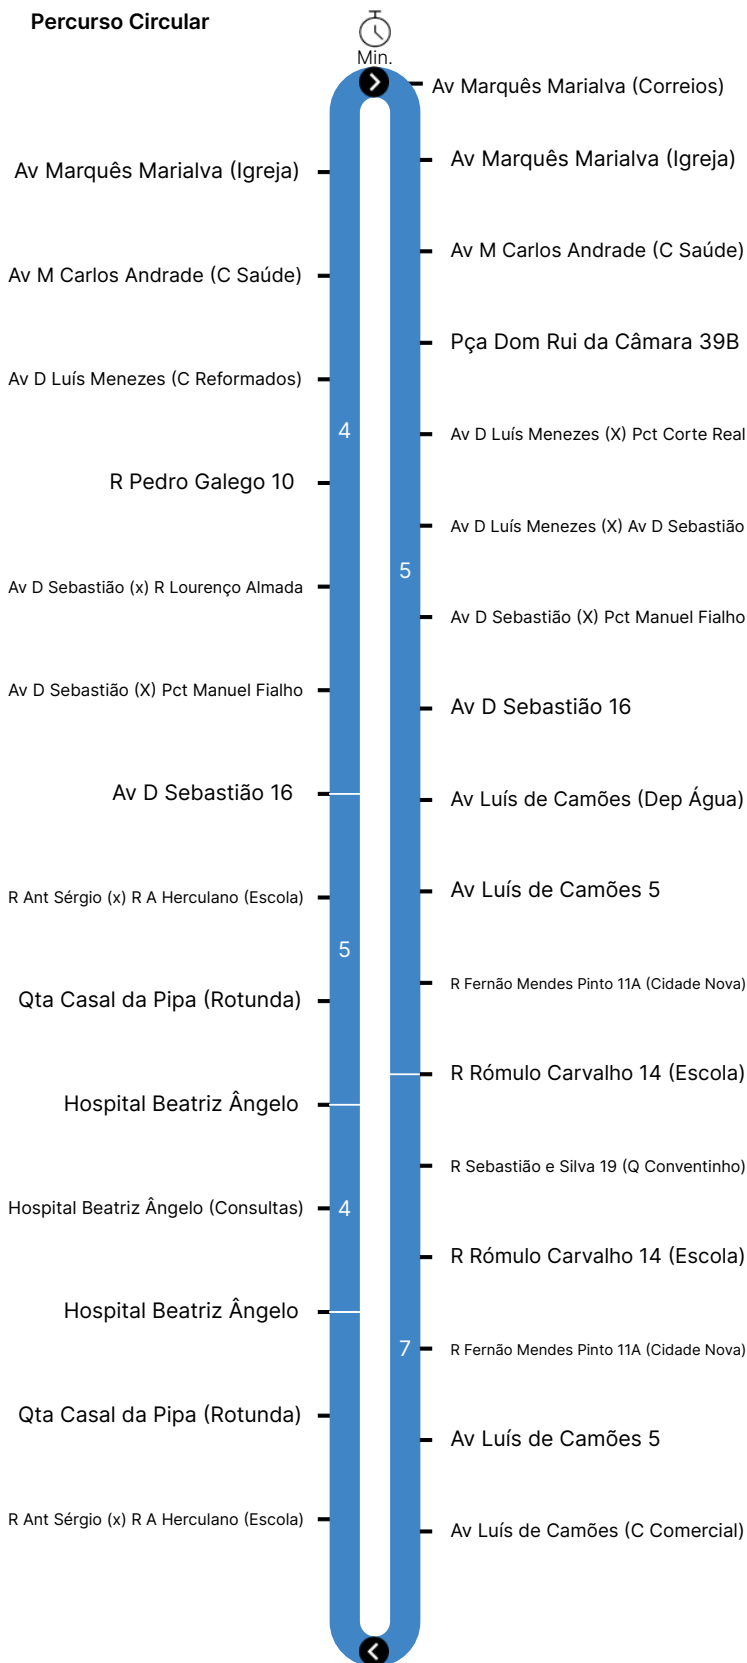 Percurso Circular
Min.
Av Marquês Marialva (Correios)
Av Marquês Marialva (Igreja)
Av M Carlos Andrade (C Saúde)
Pça Dom Rui da Câmara 39B
Av D Luís Menezes (X) Pct Corte Real
Av D Luís Menezes (X) Av D Sebastião
5
Av D Sebastião (X) Pct Manuel Fialho
Av D Sebastião 16
Av Luís de Camões (Dep Água)
Av Luís de Camões 5
R Fernão Mendes Pinto 11A (Cidade Nova)
R Rómulo Carvalho 14 (Escola)
R Sebastião e Silva 19 (Q Conventinho)
R Rómulo Carvalho 14 (Escola)
7
R Fernão Mendes Pinto 11A (Cidade Nova)
Av Luís de Camões 5
Av Luís de Camões (C Comercial)
Av Marquês Marialva (Igreja)
Av M Carlos Andrade (C Saúde)
Av D Luís Menezes (C Reformados)
4
R Pedro Galego 10
Av D Sebastião (x) R Lourenço Almada
Av D Sebastião (X) Pct Manuel Fialho
Av D Sebastião 16
R Ant Sérgio (x) R A Herculano (Escola)
5
Qta Casal da Pipa (Rotunda)
Hospital Beatriz Ângelo
Hospital Beatriz Ângelo (Consultas)
4
Hospital Beatriz Ângelo
Qta Casal da Pipa (Rotunda)
R Ant Sérgio (x) R A Herculano (Escola)